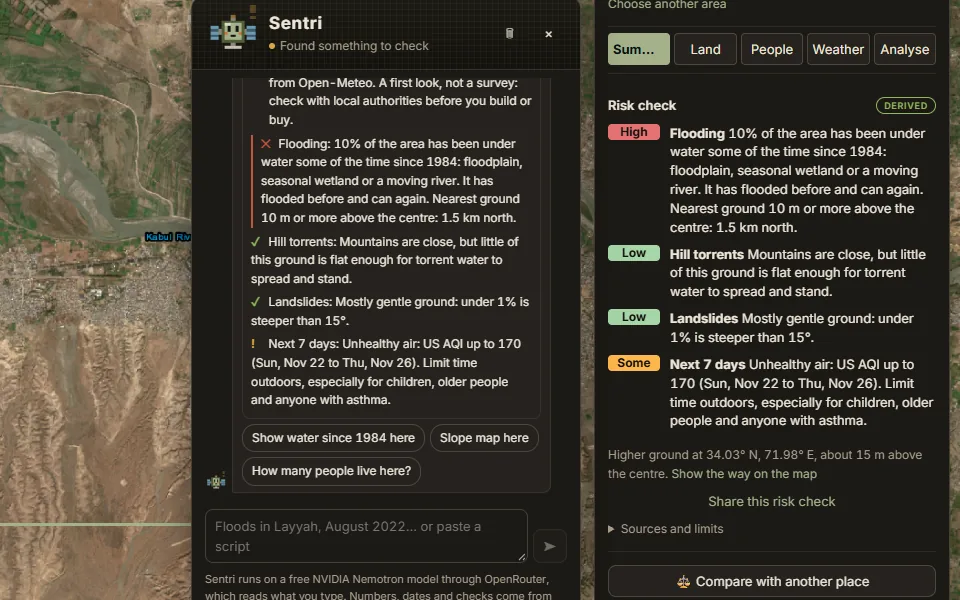 Sentri
Found something to check
from Open-Meteo. A first look, not a survey:
check with local authorities before you build or
buy.
✕ Flooding: 10% of the area has been under
water some of the time since 1984: floodplain,
seasonal wetland or a moving river. It has
flooded before and can again. Nearest ground
10 m or more above the centre: 1.5 km north.
✓ Hill torrents: Mountains are close, but little of
this ground is flat enough for torrent water to
spread and stand.
✓ Landslides: Mostly gentle ground: under 1% is
steeper than 15°.
! Next 7 days: Unhealthy air: US AQI up to 170
(Sun, Nov 22 to Thu, Nov 26). Limit time
outdoors, especially for children, older people
and anyone with asthma.
Show water since 1984 here
Slope map here
How many people live here?
Floods in Layyah, August 2022... or paste a
script
Sentri runs on a free NVIDIA Nemotron model through OpenRouter,
which reads what you type. Numbers, dates and checks come from
Kabul Riv
Choose another area
Sum...
Land
People
Weather
Analyse
Risk check
DERIVED
High
Flooding 10% of the area has been under
water some of the time since 1984:
floodplain, seasonal wetland or a moving
river. It has flooded before and can again.
Nearest ground 10 m or more above the
centre: 1.5 km north.
Low
Hill torrents Mountains are close, but little
of this ground is flat enough for torrent
water to spread and stand.
Low
Landslides Mostly gentle ground: under
1% is steeper than 15°.
Some
Next 7 days Unhealthy air: US AQI up to
170 (Sun, Nov 22 to Thu, Nov 26). Limit
time outdoors, especially for children, older
people and anyone with asthma.
Higher ground at 34.03° N, 71.98° E, about 15 m above
the centre. Show the way on the map
Share this risk check
Sources and limits
Compare with another place